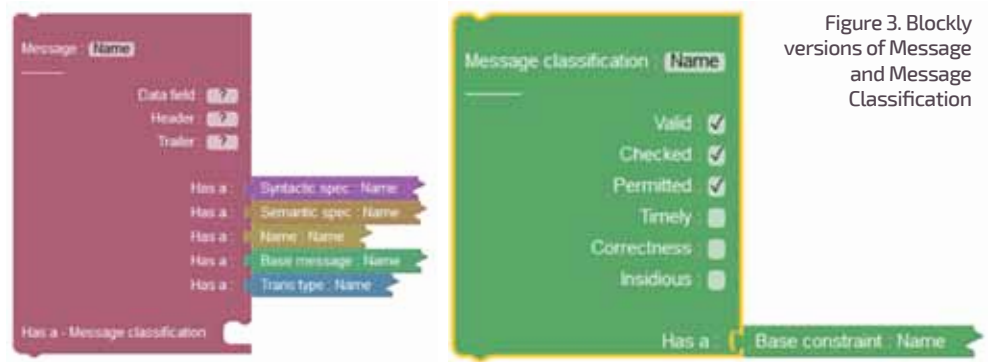 Message : Name
Data field : ?
Header : ?
Trailer : ?
Has a : Syntactic spec : Name
Has a : Semantic spec : Name
Has a : Name : Name
Has a : Base message : Name
Has a : Trans type : Name
Has a - Message classification
Message classification : Name
Valid :
Checked :
Permitted :
Timely :
Correctness :
Insidious :
Has a : Base constraint : Name
Figure 3. Blockly
versions of Message
and Message
Classification